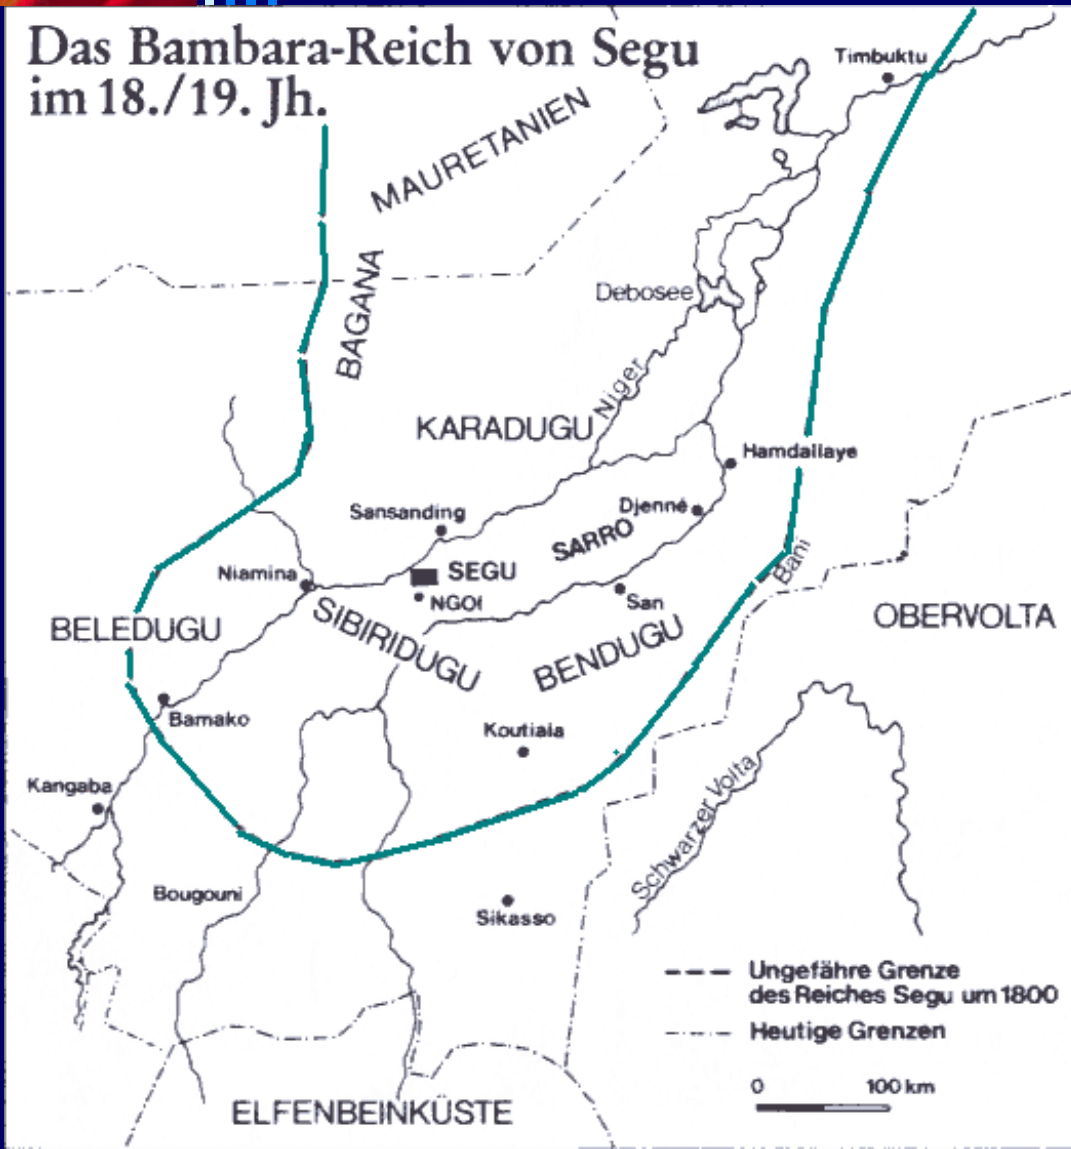 Das Bambara-Reich von Segu
im 18./19. Jh.
Timbuktu
MAURETANIEN
BAGANA
Debosee
Niger
KARADUGU
Hamdallaye
Sansanding
Djenné
SARRO
Niamina
SEGU
NGOI
San
Bani
BELEDUGU
SIBIRIDUGU
BENDUGU
OBERVOLTA
Bamako
Koutiala
Kangaba
Schwarzer Volta
Bougouni
Sikasso
Ungefähre Grenze
des Reiches Segu um 1800
Heutige Grenzen
0 100 km
ELFENBEINKÜSTE